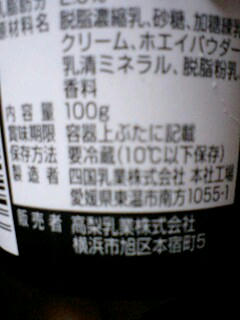 乳脂肪分 2.0%
原材料名 脱脂濃縮乳、砂糖、加糖練乳
クリーム、ホエイパウダー
乳清ミネラル、脱脂粉乳
香料
内容量 100g
賞味期限 容器上ぶたに記載
保存方法 要冷蔵(10℃以下保存)
製造者 四国乳業株式会社 本社工場
愛媛県東温市南方1055-1
販売者 高梨乳業株式会社
横浜市旭区本宿町5